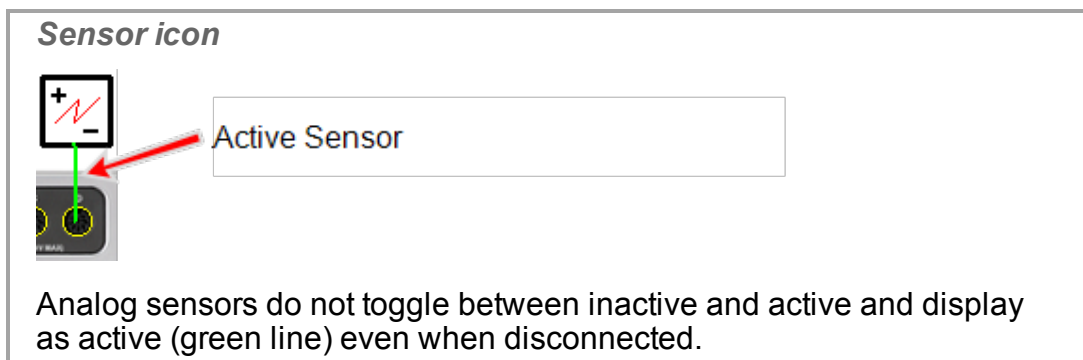 Sensor icon
+
-
Active Sensor
Analog sensors do not toggle between inactive and active and display
as active (green line) even when disconnected.